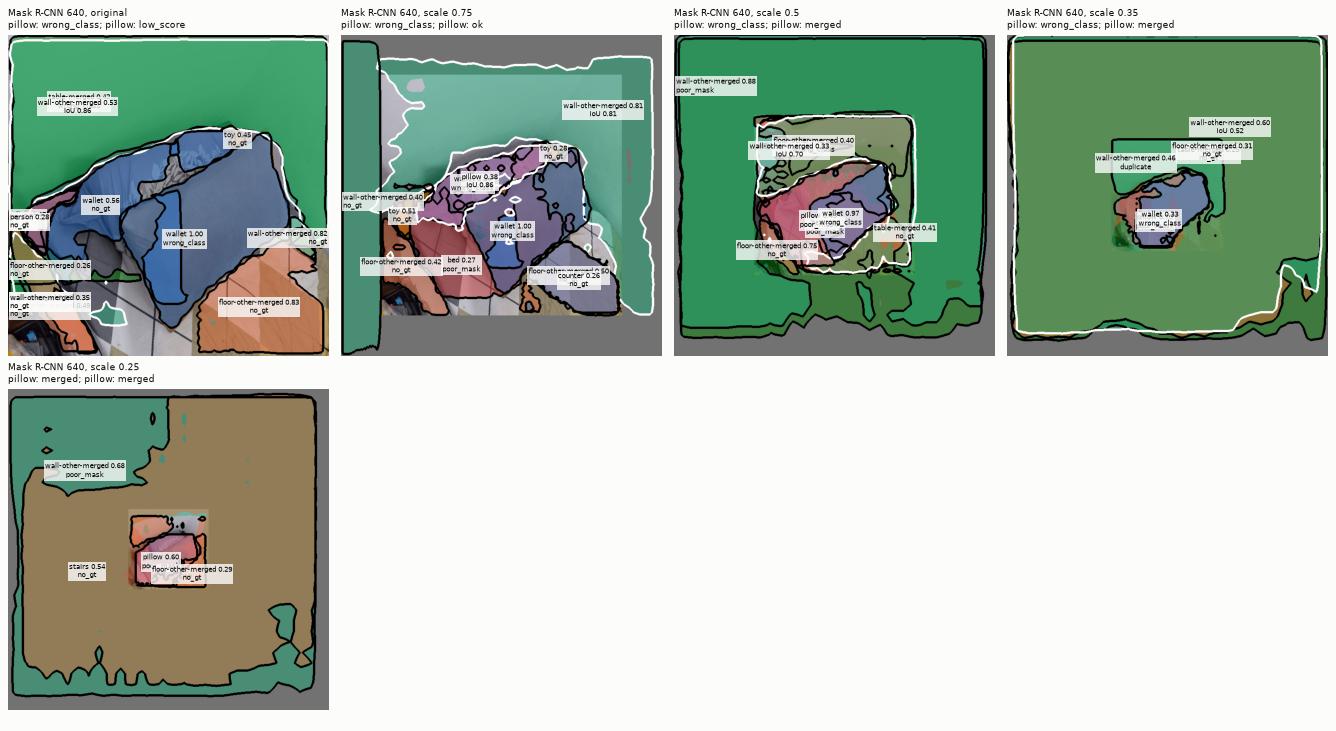 Mask R-CNN 640, original
pillow: wrong_class; pillow: low_score
wall-other-merged 0.53
IoU 0.86
toy 0.45
no_gt
wallet 0.56
no_gt
person 0.28
no_gt
wallet 1.00
wrong_class
wall-other-merged 0.82
no_gt
floor-other-merged 0.26
no_gt
wall-other-merged 0.35
no_gt
no_gt
floor-other-merged 0.83
no_gt
Mask R-CNN 640, scale 0.75
pillow: wrong_class; pillow: ok
wall-other-merged 0.81
IoU 0.81
toy 0.28
no_gt
pillow 0.38
IoU 0.86
wall-other-merged 0.40
no_gt
toy 0.51
no_gt
wallet 1.00
wrong_class
floor-other-merged 0.42
no_gt
bed 0.27
poor_mask
counter 0.26
no_gt
Mask R-CNN 640, scale 0.5
pillow: wrong_class; pillow: merged
wall-other-merged 0.88
poor_mask
floor-other-merged 0.40
wall-other-merged 0.33
IoU 0.70
wallet 0.97
wrong_class
table-merged 0.41
no_gt
floor-other-merged 0.75
no_gt
Mask R-CNN 640, scale 0.35
pillow: wrong_class; pillow: merged
wall-other-merged 0.60
IoU 0.52
floor-other-merged 0.31
no_gt
wall-other-merged 0.46
duplicate
wallet 0.33
wrong_class
Mask R-CNN 640, scale 0.25
pillow: merged; pillow: merged
wall-other-merged 0.68
poor_mask
pillow 0.60
floor-other-merged 0.29
no_gt
stairs 0.54
no_gt